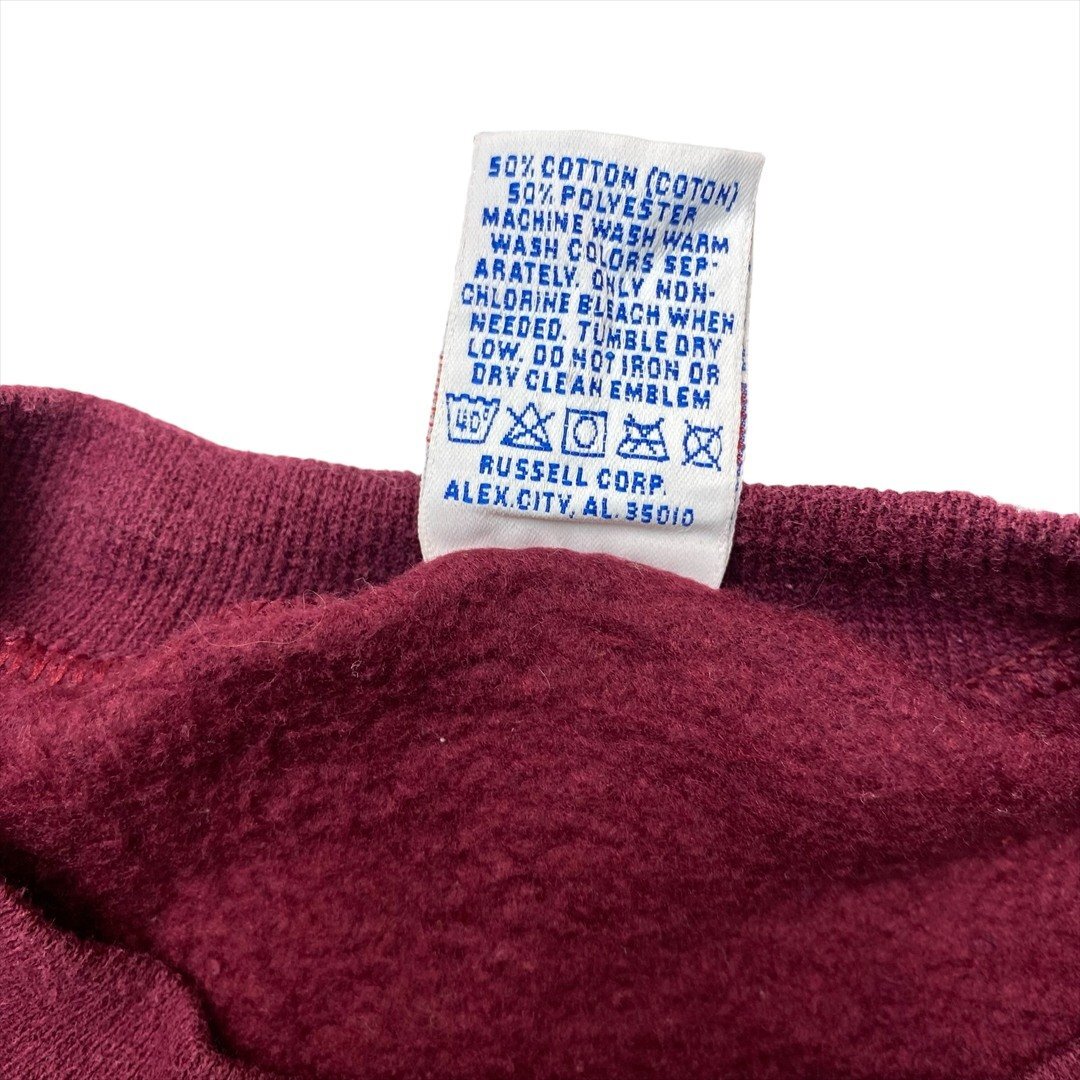 50% COTTON (COTON)
50% POLYESTER
MACHINE WASH WARM
WASH COLORS SEP-
ARATELY. ONLY NON-
CHLORINE BLEACH WHEN
NEEDED. TUMBLE DRY
LOW. DO NOT IRON OR
DRY CLEAN EMBLEM
40°
RUSSELL CORP.
ALEX.CITY, AL. 35010